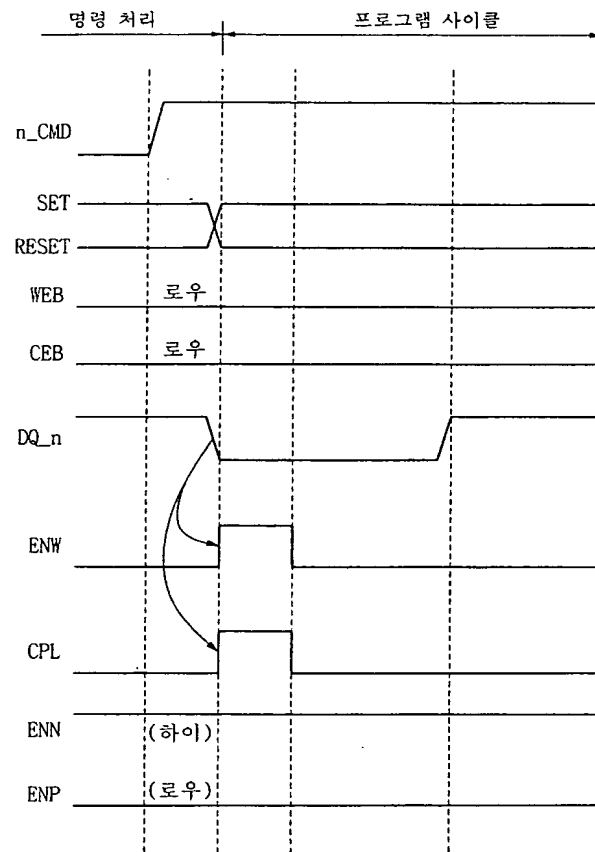 명령 처리
프로그램 사이클
n_CMD
SET
RESET
WEB
로우
CEB
로우
DQ_n
ENW
CPL
ENN
(하이)
ENP
(로우)